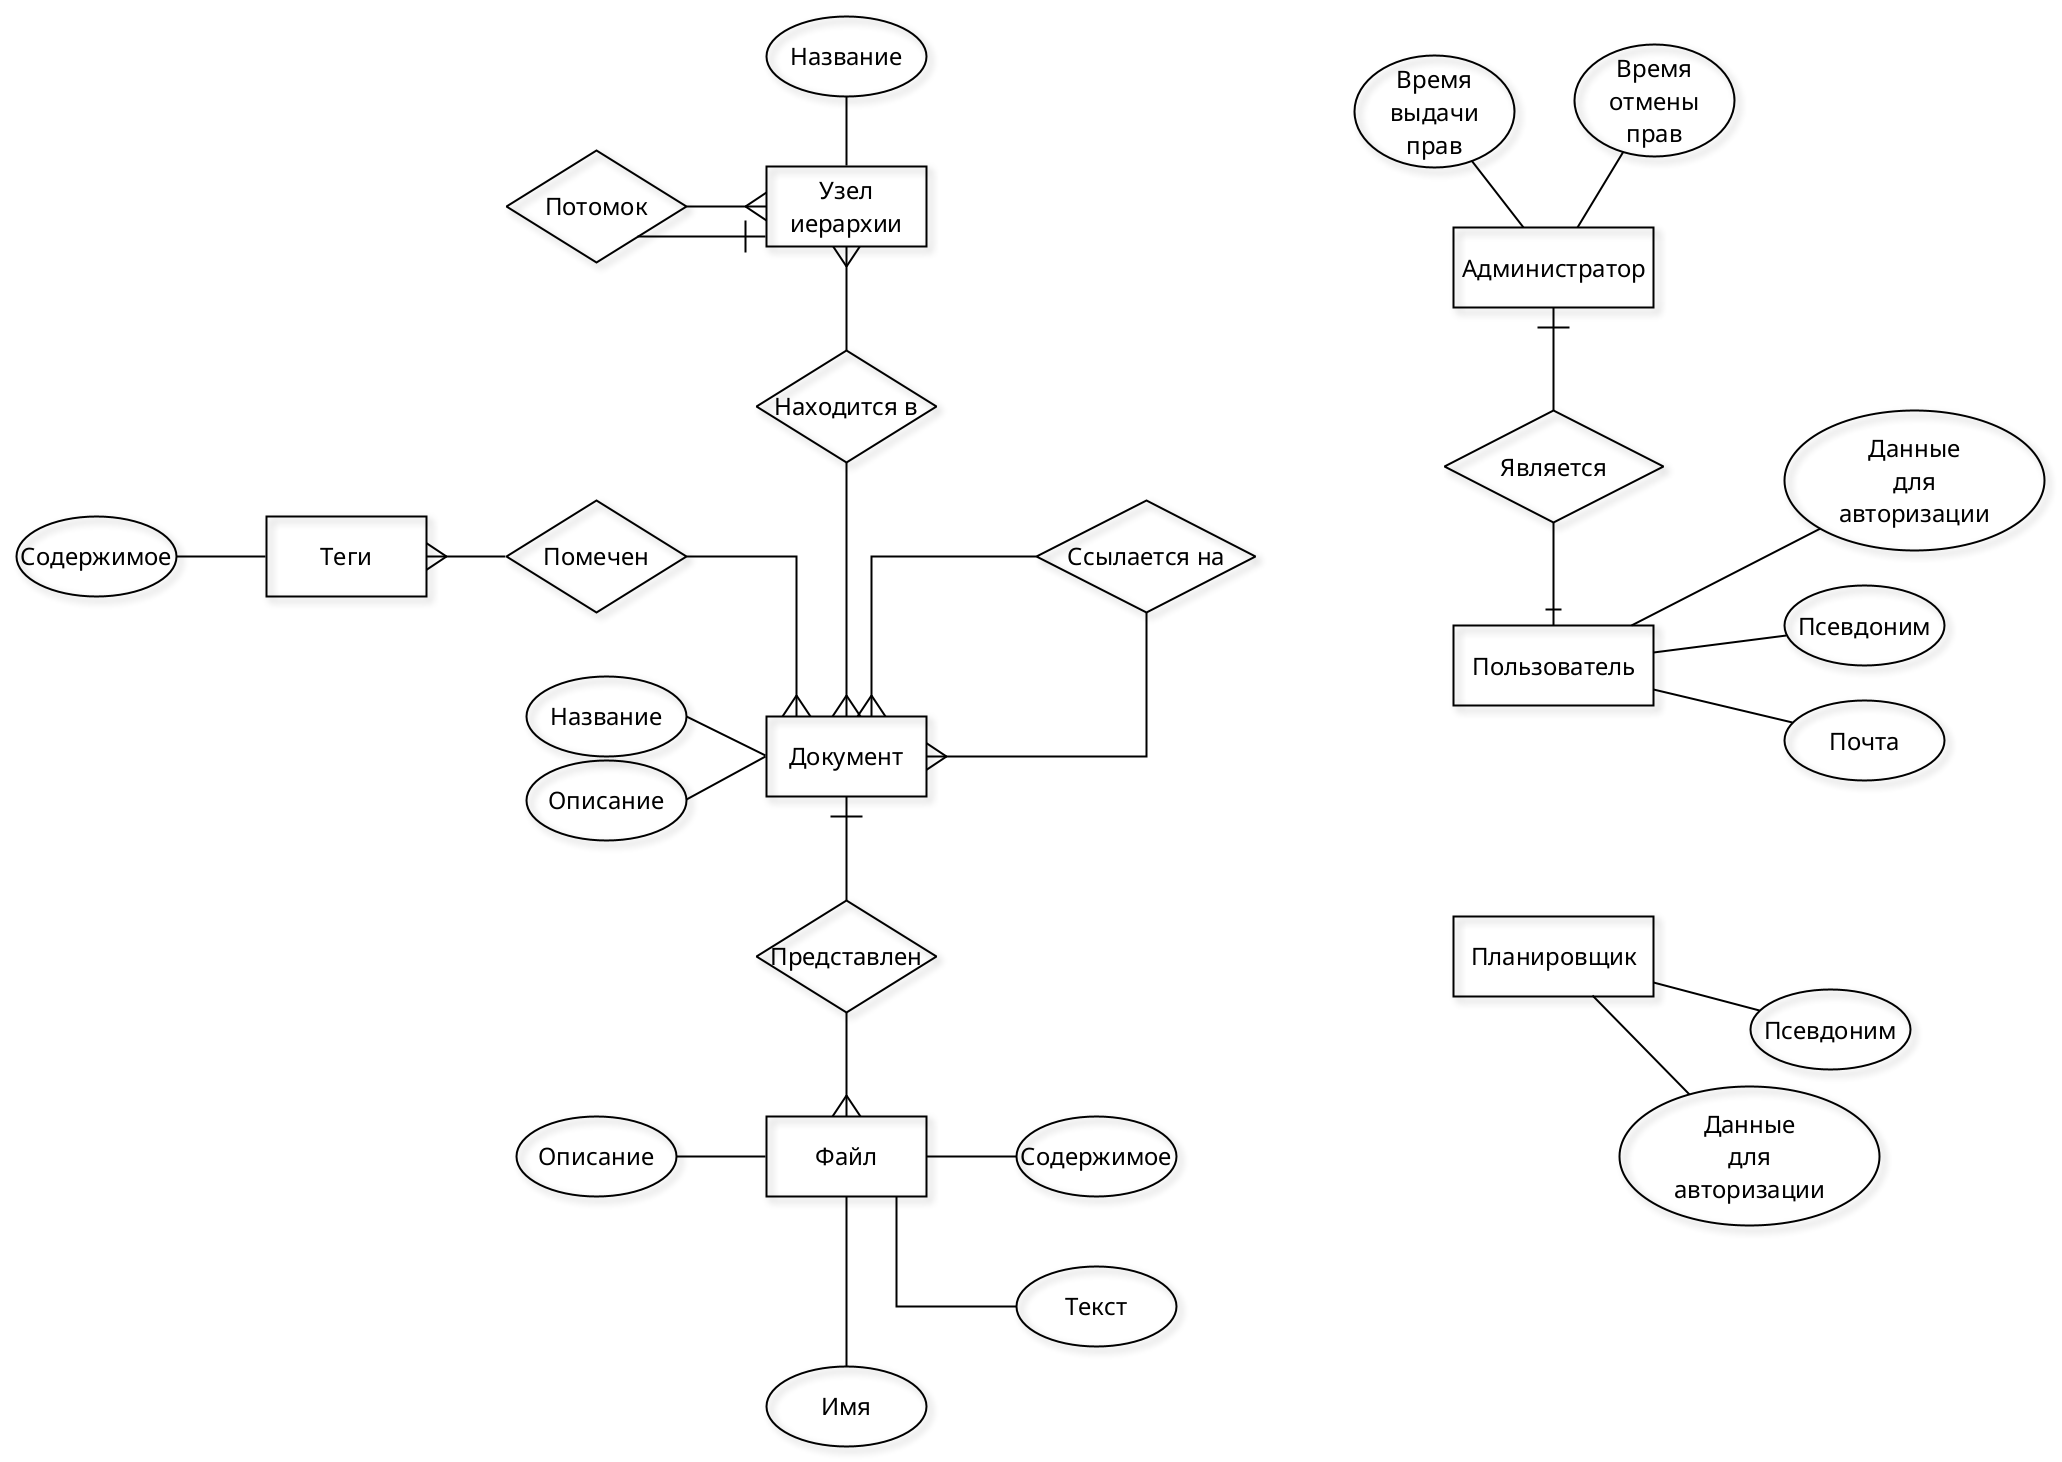 Название
Время
выдачи
прав
Время
отмены
прав
Потомок
Узел
иерархии
Администратор
Находится в
Является
Данные
для
авторизации
Содержимое
Теги
Помечен
Ссылается на
Псевдоним
Пользователь
Почта
Название
Документ
Описание
Представлен
Планировщик
Псевдоним
Данные
для
авторизации
Описание
Файл
Содержимое
Текст
Имя